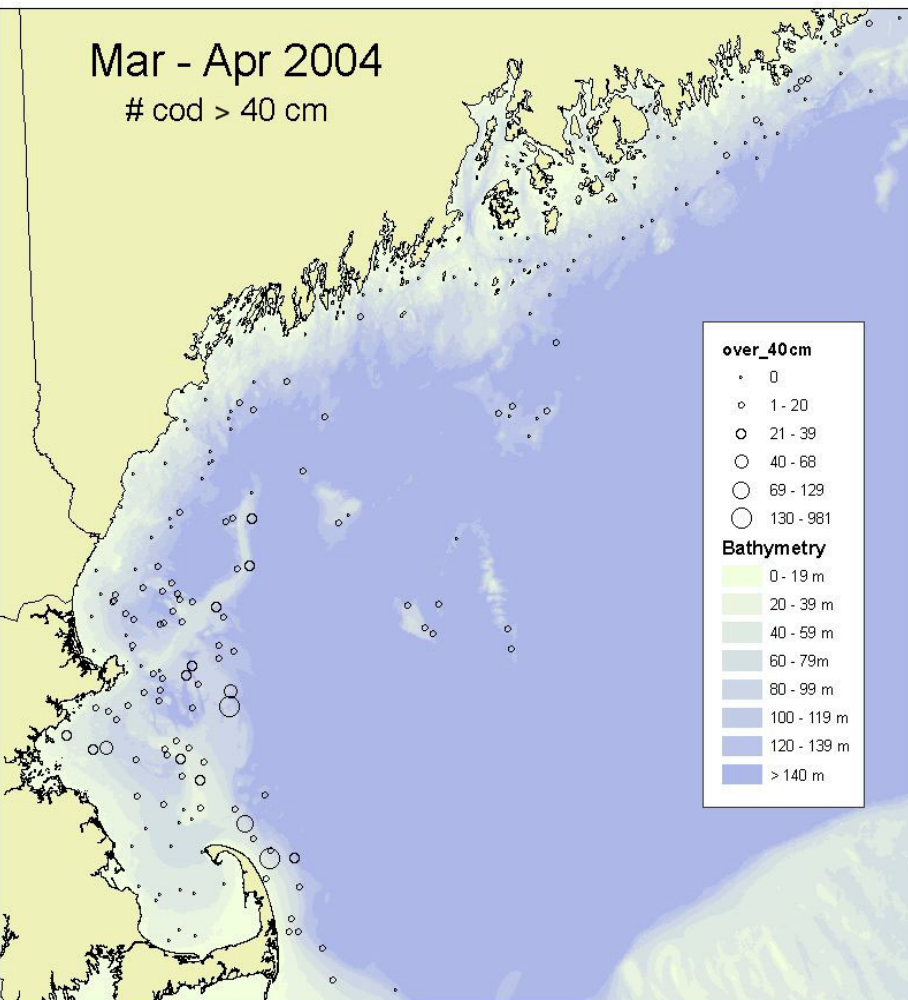 Mar - Apr 2004
# cod > 40 cm
over_40cm
0
1 - 20
21 - 39
40 - 68
69 - 129
130 - 981
Bathymetry
0 - 19 m
20 - 39 m
40 - 59 m
60 - 79m
80 - 99 m
100 - 119 m
120 - 139 m
> 140 m